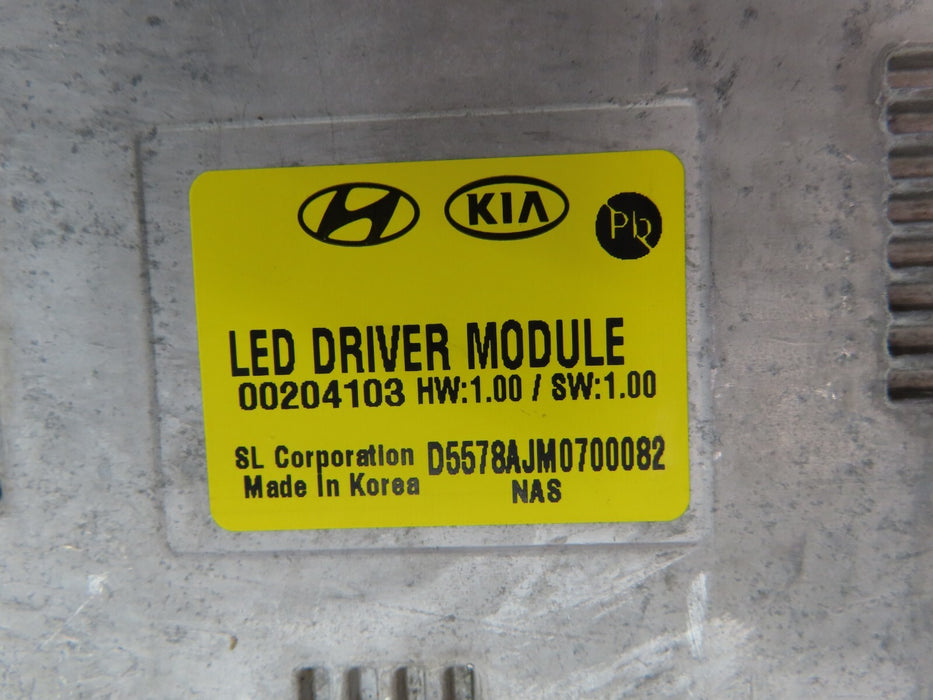 KIA Pb
LED DRIVER MODULE
00204103 HW:1.00 / SW:1.00
SL Corporation D5578AJM0700082
Made In Korea NAS